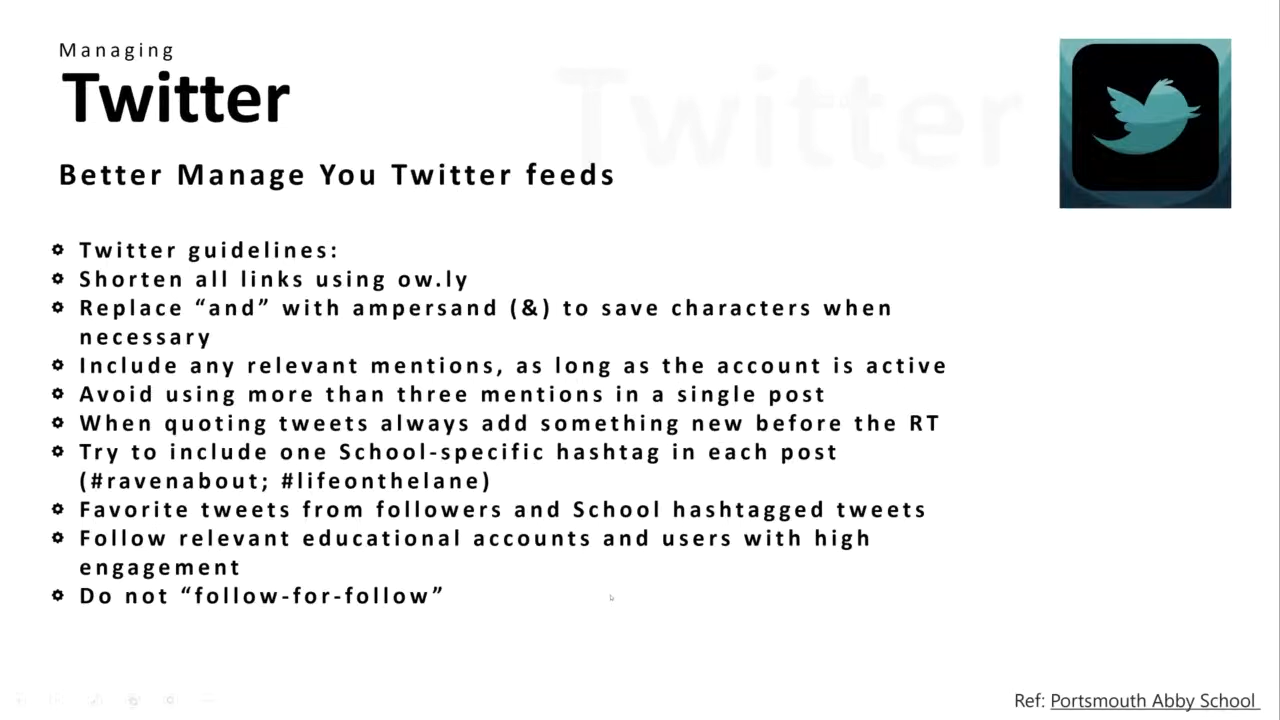 Managing
Twitter
Twitter
Better Manage You Twitter feeds
Twitter guidelines:
Shorten all links using ow.ly
Replace “and” with ampersand (&) to save characters when
necessary
Include any relevant mentions, as long as the account is active
Avoid using more than three mentions in a single post
When quoting tweets always add something new before the RT
Try to include one School-specific hashtag in each post
(#ravenabout; #lifeonthelane)
Favorite tweets from followers and School hashtagged tweets
Follow relevant educational accounts and users with high
engagement
Do not “follow-for-follow”
Ref: Portsmouth Abby School